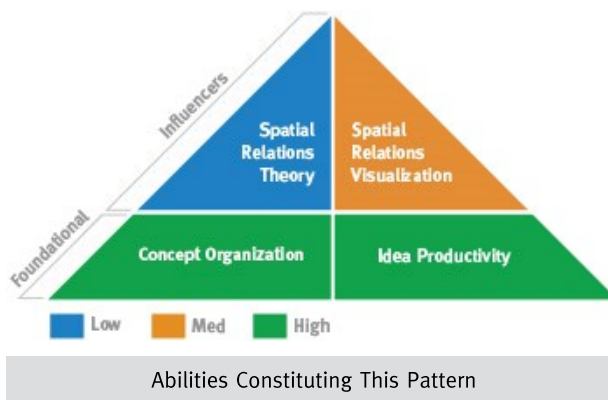 Influencers
Spatial
Relations
Theory
Spatial
Relations
Visualization
Foundational
Concept Organization
Idea Productivity
Low
Med
High
Abilities Constituting This Pattern